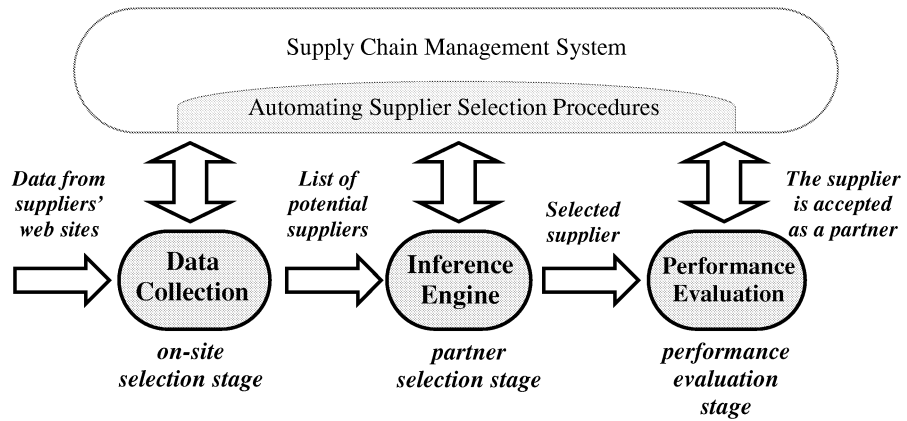 Supply Chain Management System
Automating Supplier Selection Procedures
Data from
suppliers'
web sites
List of
potential
suppliers
Selected
supplier
The supplier
is accepted
as a partner
Data
Collection
Inference
Engine
Performance
Evaluation
on-site
selection stage
partner
selection stage
performance
evaluation
stage